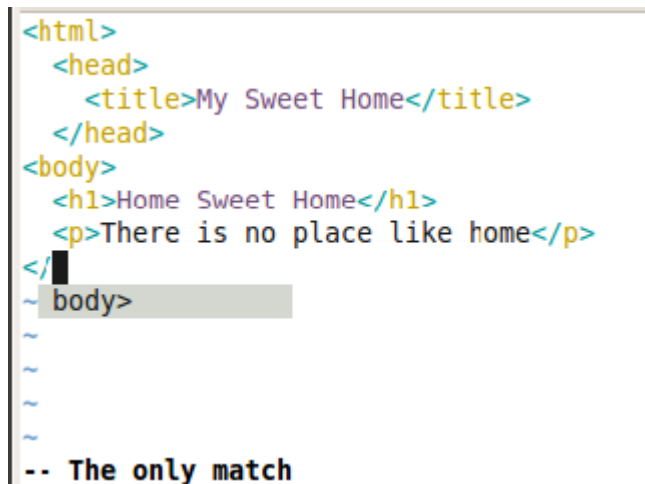 <html>
  <head>
    <title>My Sweet Home</title>
  </head>
<body>
  <h1>Home Sweet Home</h1>
  <p>There is no place like home</p>
</
~ body>
~
~
~
~
-- The only match